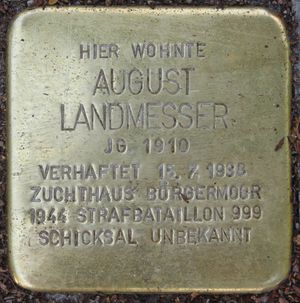 HIER WOHNTE
AUGUST
LANDMESSER
JG. 1910
VERHAFTET 15.7.1938
ZUCHTHAUS BÖRGERMOOR
1944 STRAFBATAILLON 999
SCHICKSAL UNBEKANNT